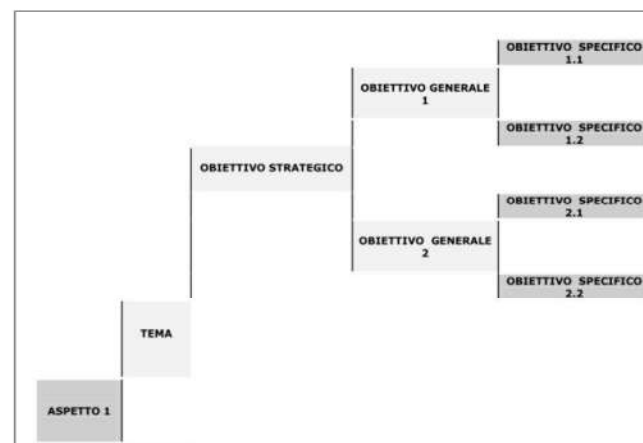 OBIETTIVO SPECIFICO
1.1
OBIETTIVO GENERALE
1
OBIETTIVO SPECIFICO
1.2
OBIETTIVO STRATEGICO
OBIETTIVO SPECIFICO
2.1
OBIETTIVO GENERALE
2
OBIETTIVO SPECIFICO
2.2
TEMA
ASPETTO 1